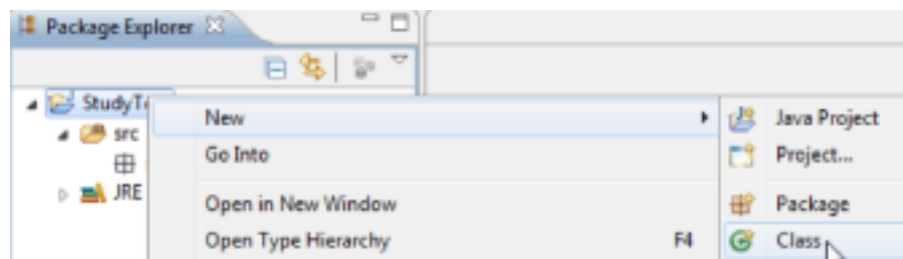 Package Explorer
StudyT
New
Java Project
src
Go Into
Project...
JRE
Open in New Window
Package
Open Type Hierarchy F4
Class